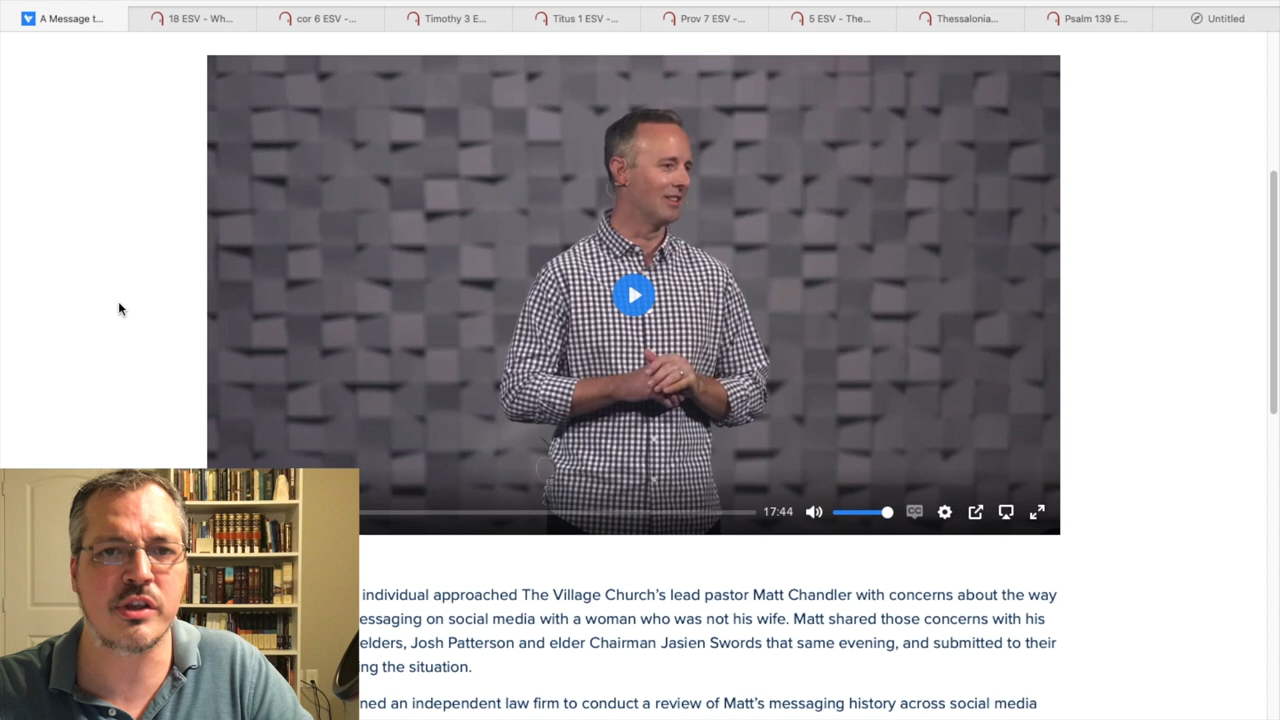 A Message t...
18 ESV - Wh...
cor 6 ESV -...
Timothy 3 E...
Titus 1 ESV -...
Prov 7 ESV -...
5 ESV - The...
Thessalonia...
Psalm 139 E...
Untitled
17:44
CC
individual approached The Village Church's lead pastor Matt Chandler with concerns about the way
essaging on social media with a woman who was not his wife. Matt shared those concerns with his
elders, Josh Patterson and elder Chairman Jasien Swords that same evening, and submitted to their
ng the situation.
ned an independent law firm to conduct a review of Matt's messaging history across social media